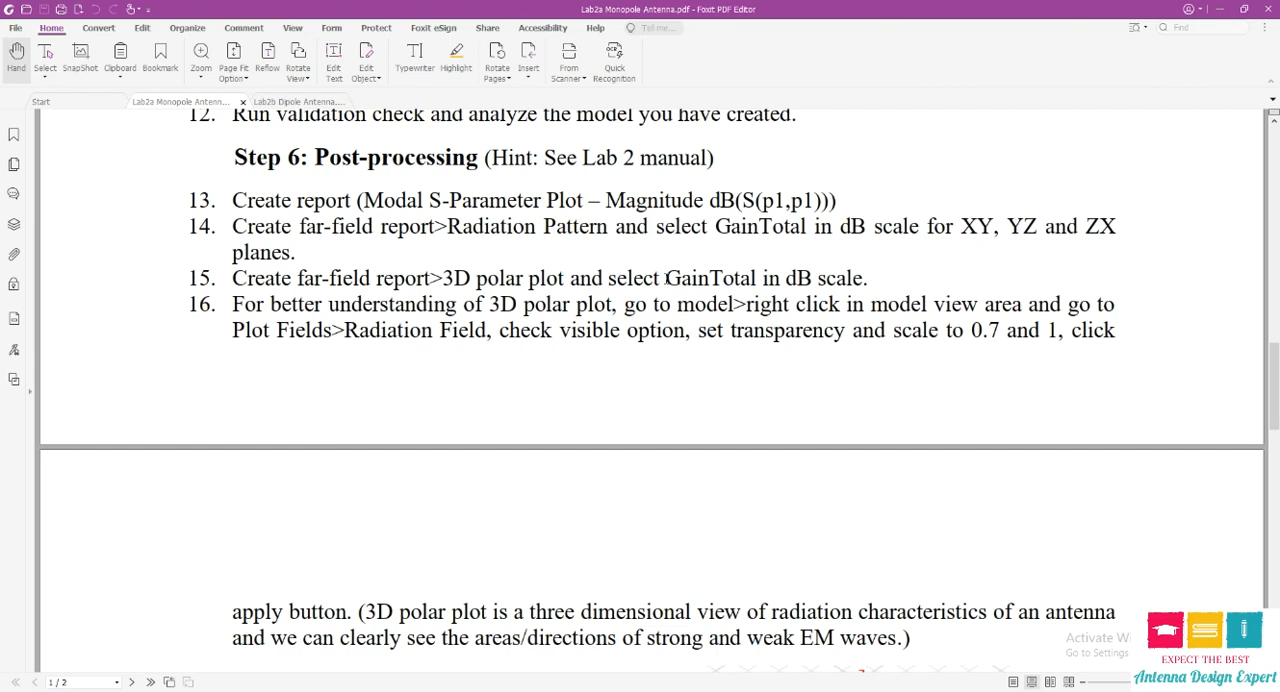 Lab2a Monopole Antenna.pdf - Foxit PDF Editor
File Home Convert Edit Organize Comment View Form Protect Foxit eSign Share Accessibility Help Tell me... Find
Hand Select SnapShot Clipboard Bookmark Zoom Page Fit Option Reflow Rotate View Edit Text Edit Object Typewriter Highlight Rotate Pages Insert From Scanner Quick Recognition
Start Lab2a Monopole Antenn... Lab2b Dipole Antenna....
12. Run validation check and analyze the model you have created.
Step 6: Post-processing (Hint: See Lab 2 manual)
13. Create report (Modal S-Parameter Plot – Magnitude dB(S(p1,p1)))
14. Create far-field report>Radiation Pattern and select GainTotal in dB scale for XY, YZ and ZX
planes.
15. Create far-field report>3D polar plot and select GainTotal in dB scale.
16. For better understanding of 3D polar plot, go to model>right click in model view area and go to
Plot Fields>Radiation Field, check visible option, set transparency and scale to 0.7 and 1, click
apply button. (3D polar plot is a three dimensional view of radiation characteristics of an antenna
and we can clearly see the areas/directions of strong and weak EM waves.)
Activate Wi
Go to Settings
EXPECT THE BEST
Antenna Design Expert
1 / 2